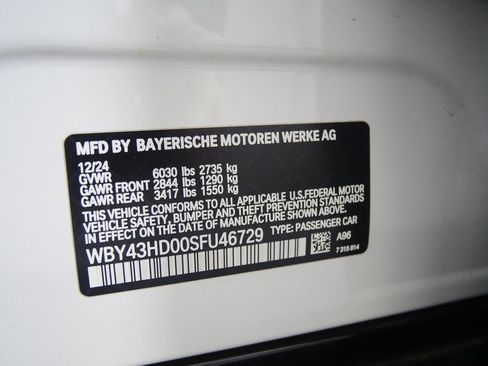 MFD BY BAYERISCHE MOTOREN WERKE AG
12/24
GVWR 6030 lbs 2735 kg
GAWR FRONT 2844 lbs 1290 kg
GAWR REAR 3417 lbs 1550 kg
THIS VEHICLE CONFORMS TO ALL APPLICABLE U.S.FEDERAL MOTOR
VEHICLE SAFETY, BUMPER, AND THEFT PREVENTION STANDARDS
IN EFFECT ON THE DATE OF MANUFACTURE SHOWN ABOVE.
WBY43HD00SFU46729 TYPE: PASSENGER CAR
A96
7 315 814